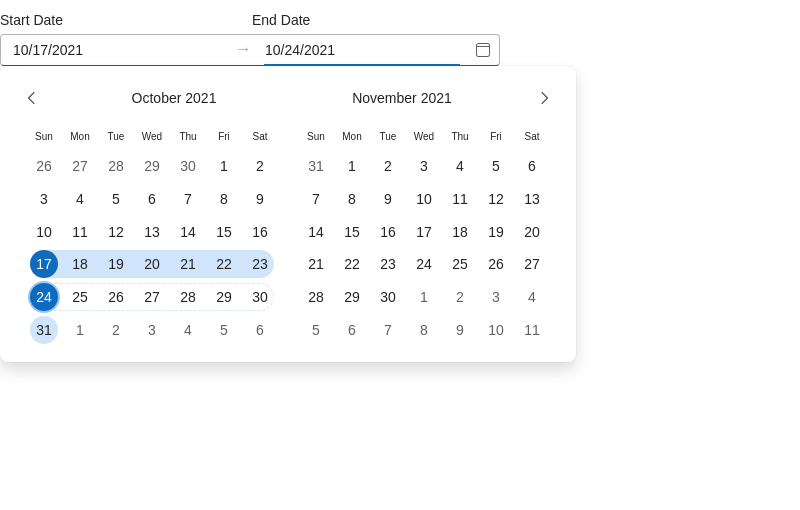 Start Date End Date
10/17/2021 → 10/24/2021
October 2021 November 2021
Sun Mon Tue Wed Thu Fri Sat Sun Mon Tue Wed Thu Fri Sat
26 27 28 29 30 1 2 31 1 2 3 4 5 6
3 4 5 6 7 8 9 7 8 9 10 11 12 13
10 11 12 13 14 15 16 14 15 16 17 18 19 20
17 18 19 20 21 22 23 21 22 23 24 25 26 27
24 25 26 27 28 29 30 28 29 30 1 2 3 4
31 1 2 3 4 5 6 5 6 7 8 9 10 11